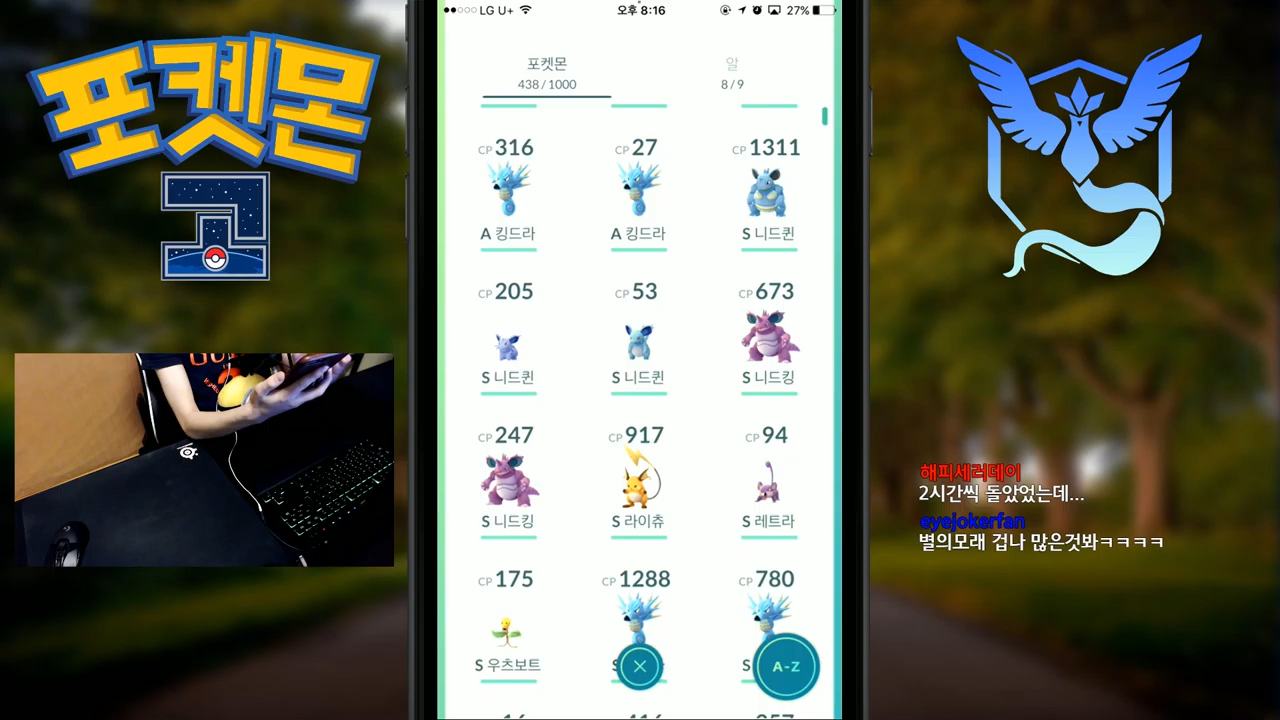 포켓몬
고
LG U+
오후 8:16
27%
포켓몬
438 / 1000
알
8 / 9
CP 316
CP 27
CP 1311
A 킹드라
A 킹드라
S 니드퀸
CP 205
CP 53
CP 673
S 니드퀸
S 니드퀸
S 니드킹
CP 247
CP 917
CP 94
S 니드킹
S 라이츄
S 레트라
CP 175
CP 1288
CP 780
S 우츠보트
S
S
A-Z
해피세러데이
2시간씩 돌았었는데...
eyejokerfan
별의모래 겁나 많은것봐ㅋㅋㅋㅋ